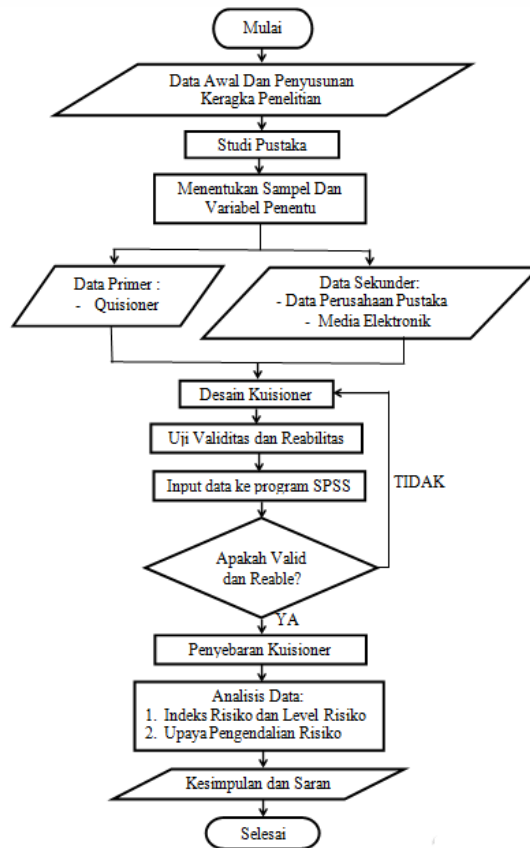 Mulai
Data Awal Dan Penyusunan
Keragka Penelitian
Studi Pustaka
Menentukan Sampel Dan
Variabel Penentu
Data Primer :
- Quisioner
Data Sekunder:
- Data Perusahaan Pustaka
- Media Elektronik
Desain Kuisioner
Uji Validitas dan Reabilitas
Input data ke program SPSS
TIDAK
Apakah Valid
dan Reable?
YA
Penyebaran Kuisioner
Analisis Data:
1. Indeks Risiko dan Level Risiko
2. Upaya Pengendalian Risiko
Kesimpulan dan Saran
Selesai